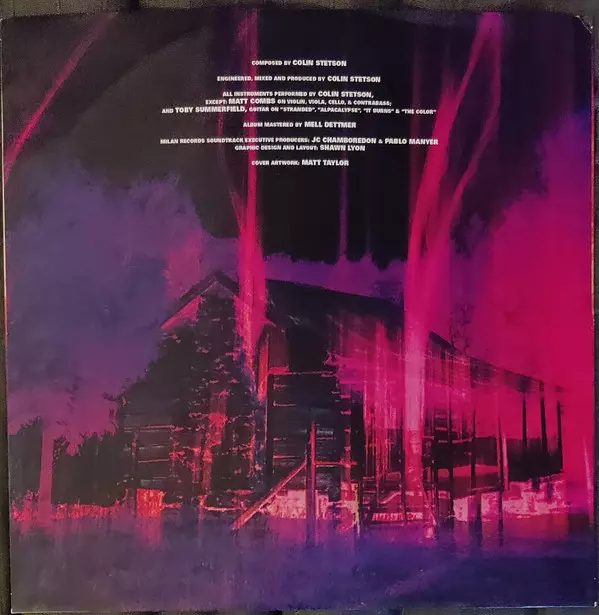 COMPOSED BY COLIN STETSON
ENGINEERED, MIXED AND PRODUCED BY COLIN STETSON
ALL INSTRUMENTS PERFORMED BY COLIN STETSON,
EXCEPT: MATT COMBS ON VIOLIN, VIOLA, CELLO, & CONTRABASS;
AND TOBY SUMMERFIELD, GUITAR ON "STRANDED", "ALPACALYPSE", "IT BURNS" & "THE COLOR"
ALBUM MASTERED BY MELL DETTMER
MILAN RECORDS SOUNDTRACK EXECUTIVE PRODUCERS: JC CHAMBOREDON & PABLO MANYER
GRAPHIC DESIGN AND LAYOUT: SHAWN LYON
COVER ARTWORK: MATT TAYLOR